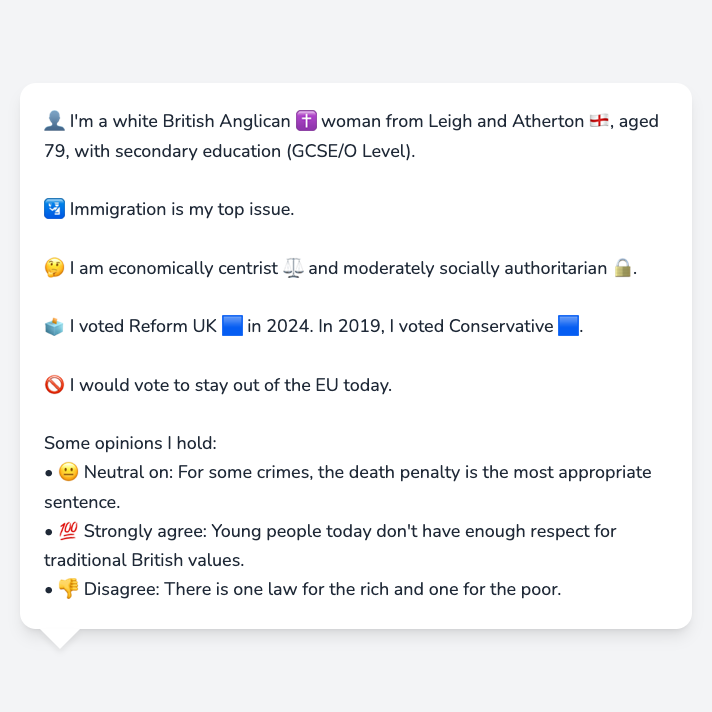 👤 I'm a white British Anglican ✝️ woman from Leigh and Atherton 🏴󠁧󠁢󠁥󠁮󠁧󠁿, aged
79, with secondary education (GCSE/O Level).
🛂 Immigration is my top issue.
🤔 I am economically centrist ⚖️ and moderately socially authoritarian 🔒.
🗳️ I voted Reform UK 🟦 in 2024. In 2019, I voted Conservative 🟦.
🚫 I would vote to stay out of the EU today.
Some opinions I hold:
• 😐 Neutral on: For some crimes, the death penalty is the most appropriate
sentence.
• 💯 Strongly agree: Young people today don't have enough respect for
traditional British values.
• 👎 Disagree: There is one law for the rich and one for the poor.